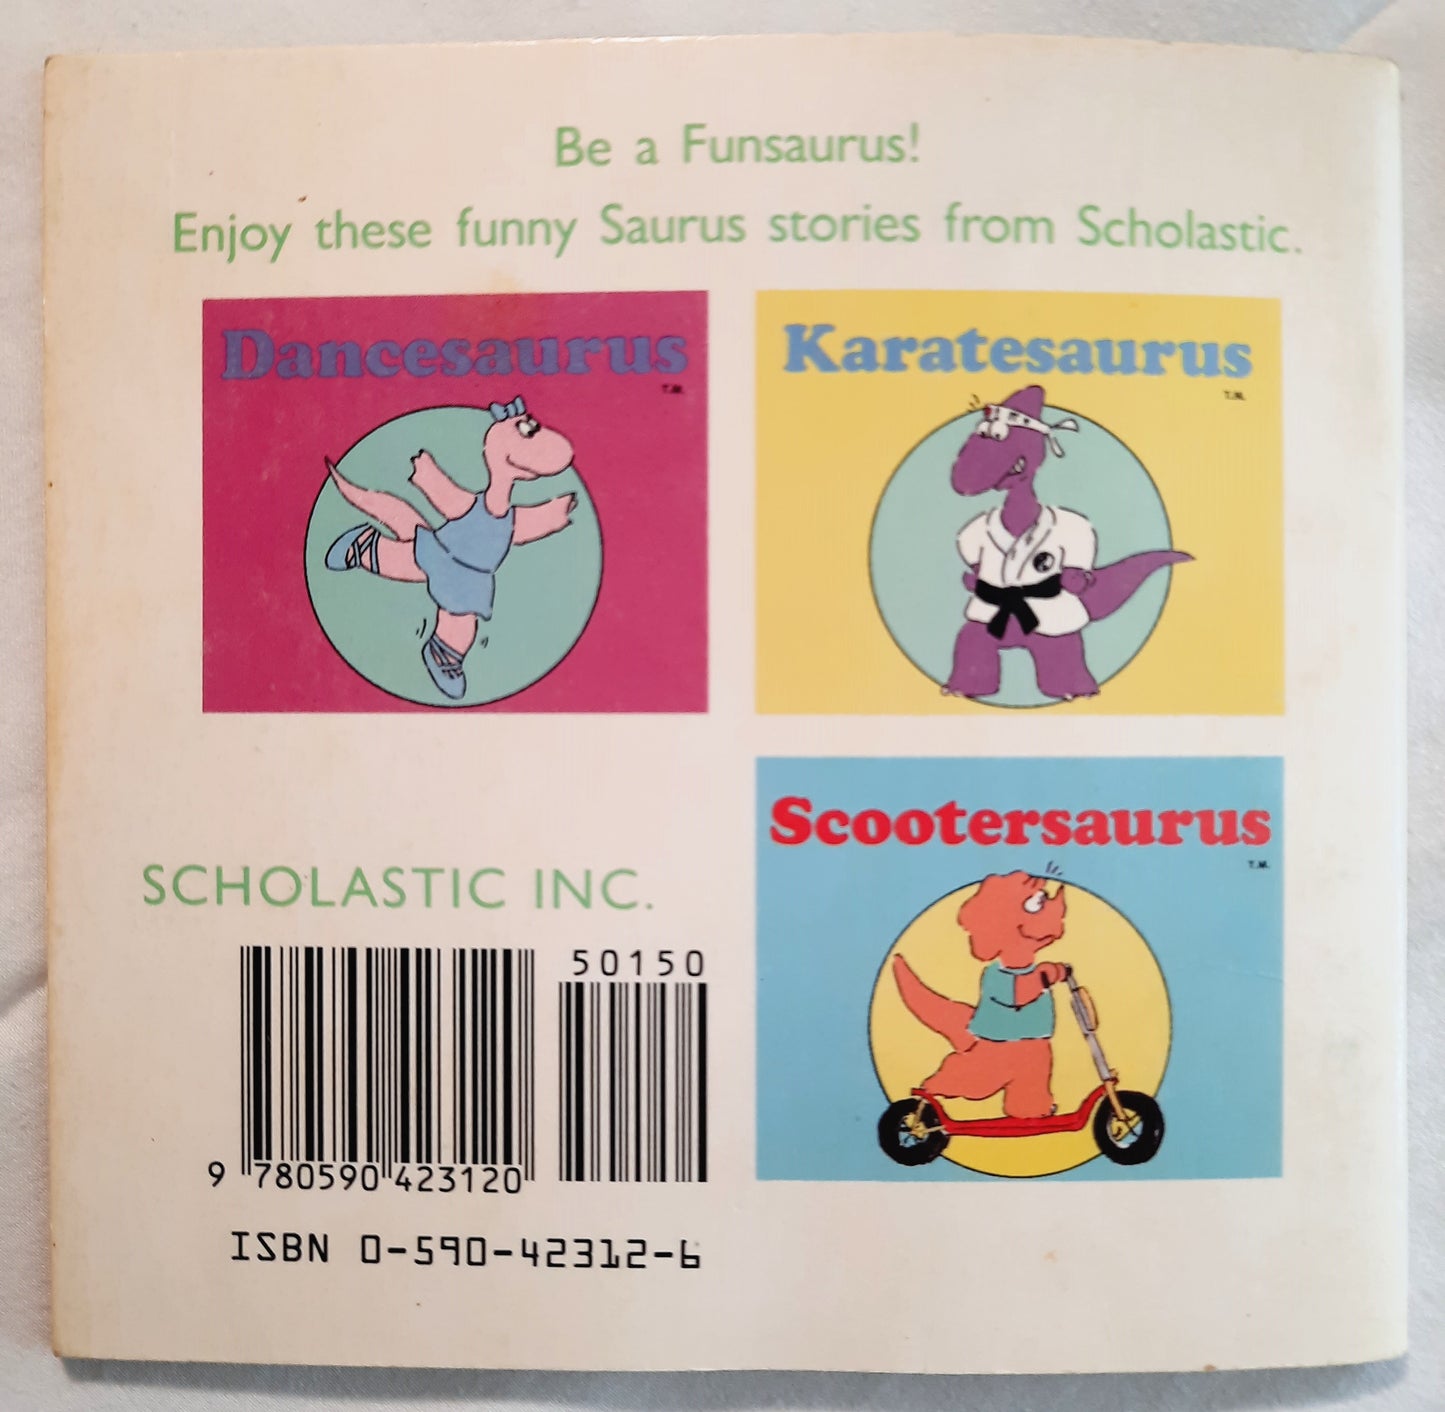 Be a Funsaurus!
Enjoy these funny Saurus stories from Scholastic.
Dancesaurus
T.M.
Karatesaurus
T.M.
Scootersaurus
T.M.
SCHOLASTIC INC.
50150
9 780590 423120
ISBN 0-590-42312-6